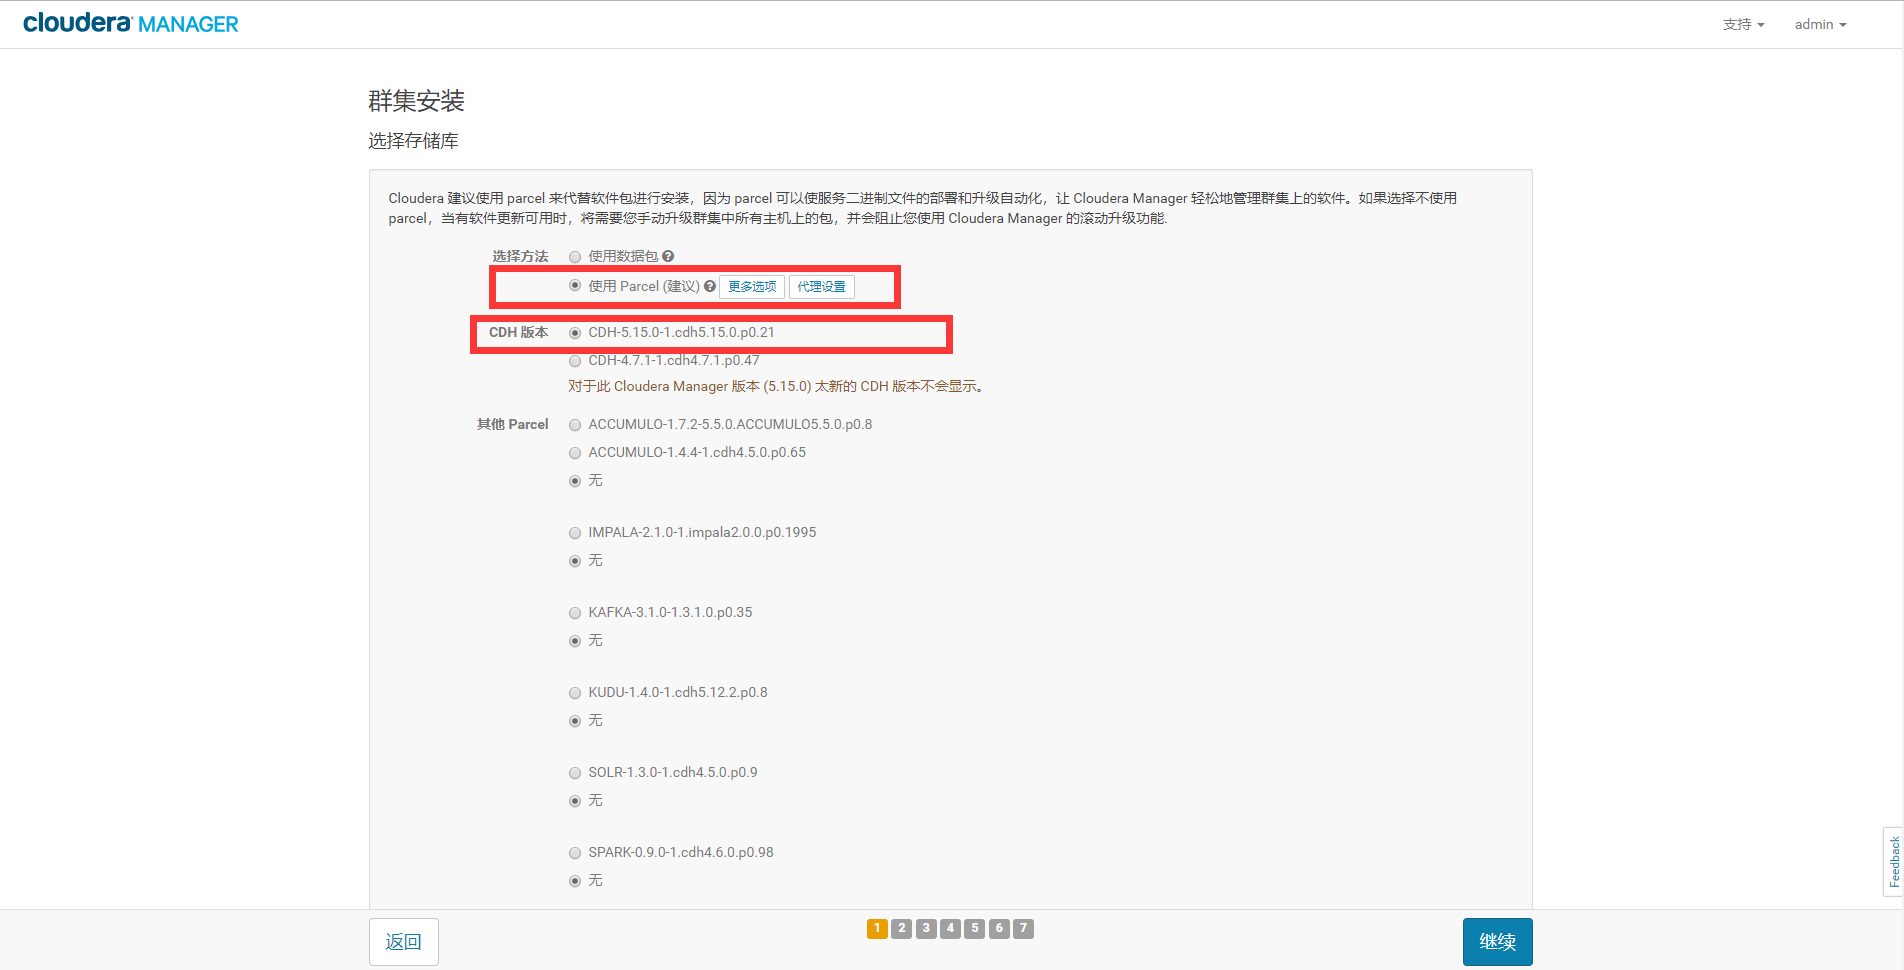 cloudera MANAGER
支持 admin
群集安装
选择存储库
Cloudera 建议使用 parcel 来代替软件包进行安装，因为 parcel 可以使服务二进制文件的部署和升级自动化，让 Cloudera Manager 轻松地管理群集上的软件。如果选择不使用
parcel，当有软件更新可用时，将需要您手动升级群集中所有主机上的包，并会阻止您使用 Cloudera Manager 的滚动升级功能.
选择方法 使用数据包 ?
使用 Parcel (建议) ? 更多选项 代理设置
CDH 版本 CDH-5.15.0-1.cdh5.15.0.p0.21
CDH-4.7.1-1.cdh4.7.1.p0.47
对于此 Cloudera Manager 版本 (5.15.0) 太新的 CDH 版本不会显示。
其他 Parcel ACCUMULO-1.7.2-5.5.0.ACCUMULO5.5.0.p0.8
ACCUMULO-1.4.4-1.cdh4.5.0.p0.65
无
IMPALA-2.1.0-1.impala2.0.0.p0.1995
无
KAFKA-3.1.0-1.3.1.0.p0.35
无
KUDU-1.4.0-1.cdh5.12.2.p0.8
无
SOLR-1.3.0-1.cdh4.5.0.p0.9
无
SPARK-0.9.0-1.cdh4.6.0.p0.98
无
Feedback
返回 1 2 3 4 5 6 7 继续